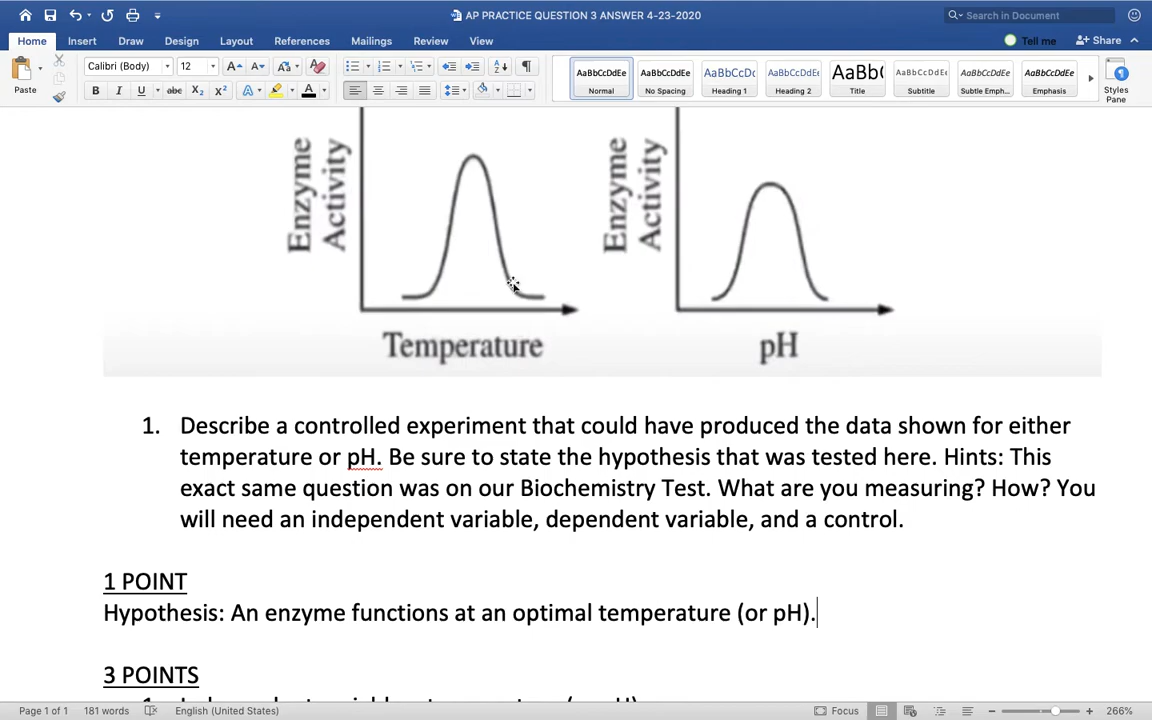 AP PRACTICE QUESTION 3 ANSWER 4-23-2020
Search in Document
Home Insert Draw Design Layout References Mailings Review View Tell me Share
Paste
Calibri (Body) 12
AaBbCcDdEe AaBbCcDdEe AaBbCcDc AaBbCcDdEe AaBb( AaBbCcDdEe AaBbCcDdEe AaBbCcDdEe
Normal No Spacing Heading 1 Heading 2 Title Subtitle Subtle Emph... Emphasis
Styles
Pane
Enzyme
Activity
Temperature
Enzyme
Activity
pH
1. Describe a controlled experiment that could have produced the data shown for either
temperature or pH. Be sure to state the hypothesis that was tested here. Hints: This
exact same question was on our Biochemistry Test. What are you measuring? How? You
will need an independent variable, dependent variable, and a control.
1 POINT
Hypothesis: An enzyme functions at an optimal temperature (or pH).
3 POINTS
Page 1 of 1 181 words English (United States) Focus 266%